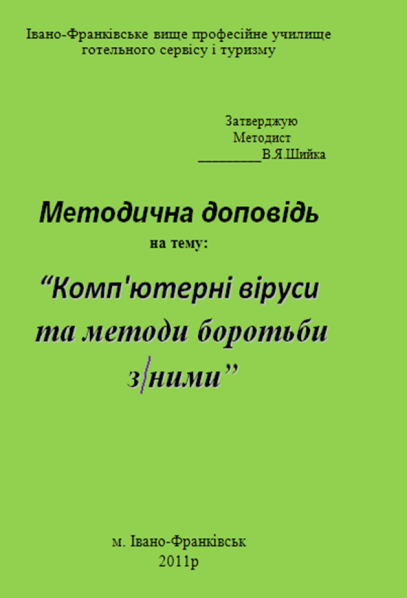 Івано-Франківське вище професійне училище
готельного сервісу і туризму
Затверджую
Методист
_________В.Я.Шийка
Методична доповідь
на тему:
“Комп'ютерні віруси
та методи боротьби
з/ними”
м. Івано-Франківськ
2011р